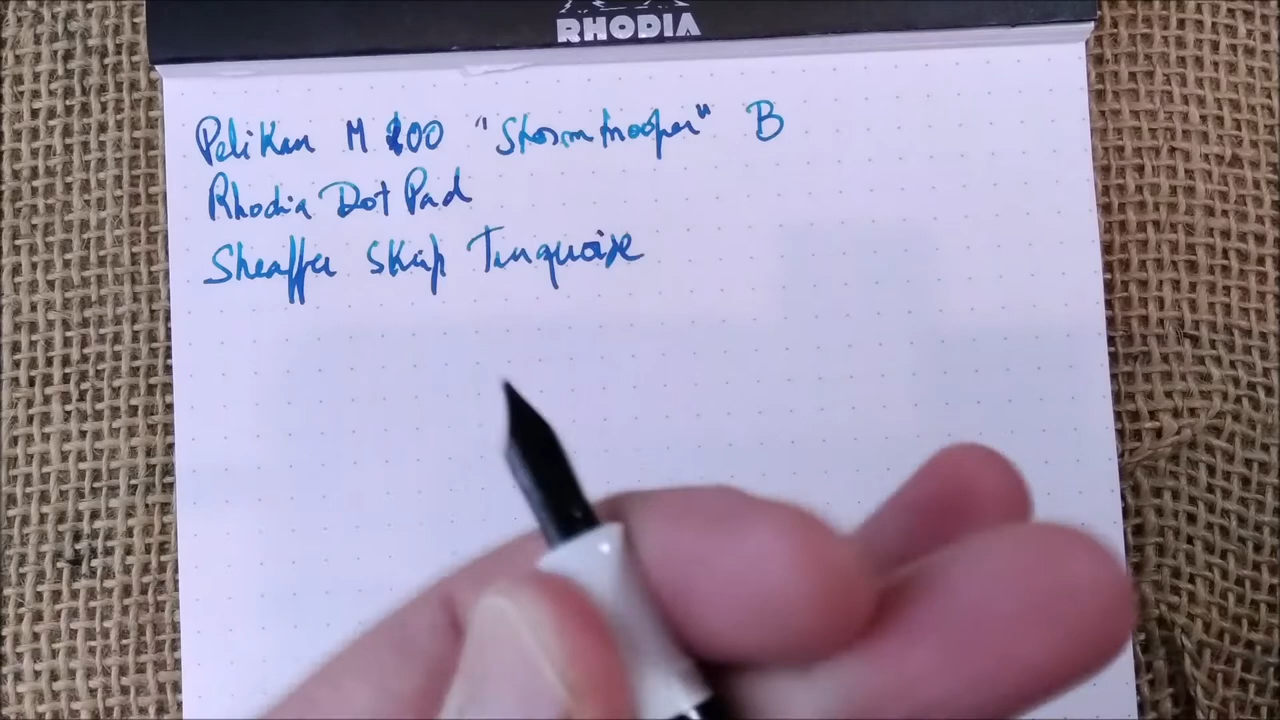 RHODIA
Pelikan M 800 "Stormtrooper" B
Rhodia Dot Pad
Sheaffer Skrip Turquoise